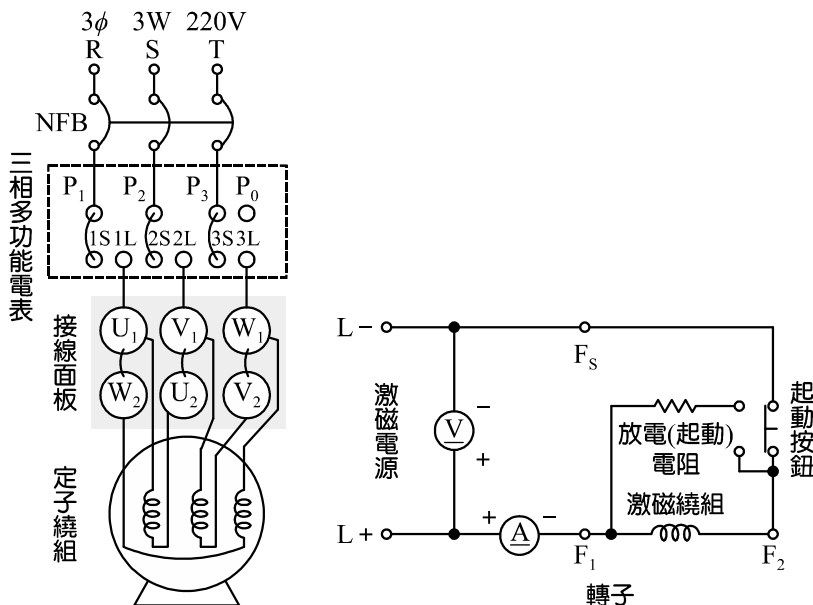 3ϕ 3W 220V
R S T
NFB
三相多功能電表
P₁ P₂ P₃ P₀
1S 1L 2S 2L 3S 3L
接線面板
U₁ V₁ W₁
W₂ U₂ V₂
定子繞組
L−
F_S
激磁電源
V
−
+
放電(起動)
電阻
起動按鈕
激磁繞組
L+
+ A −
F₁
F₂
轉子